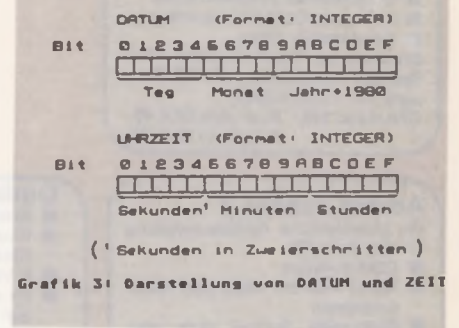 DATUM (Format: INTEGER)
Bit 0 1 2 3 4 5 6 7 8 9 A B C D E F
Tag Monat Jahr+1980
UHRZEIT (Format: INTEGER)
Bit 0 1 2 3 4 5 6 7 8 9 A B C D E F
Sekunden' Minuten Stunden
(' Sekunden in Zweierschritten )
Grafik 3: Darstellung von DATUM und ZEIT